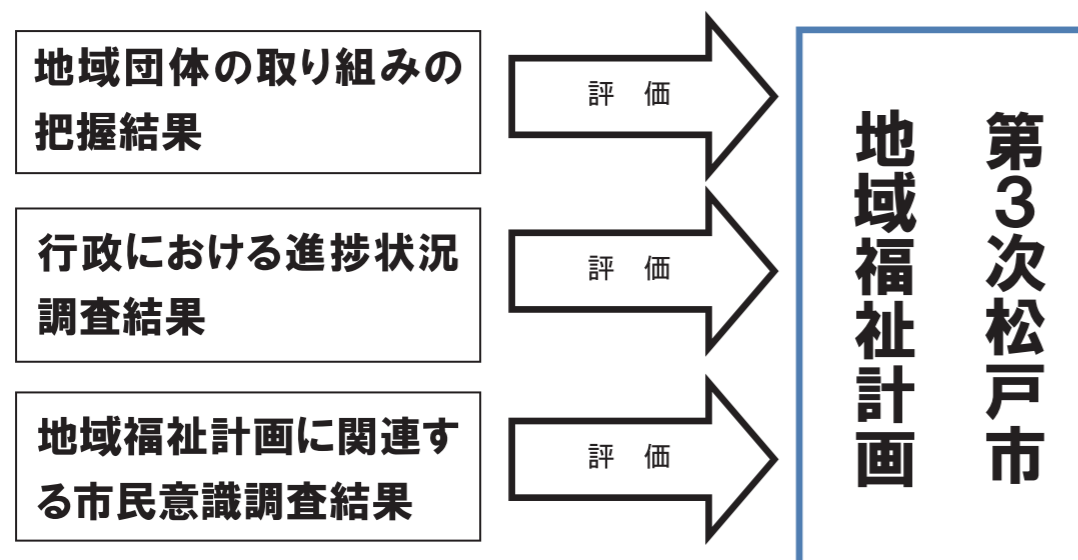 地域団体の取り組みの
把握結果
評 価
行政における進捗状況
調査結果
評 価
地域福祉計画に関連す
る市民意識調査結果
評 価
第3次松戸市
地域福祉計画